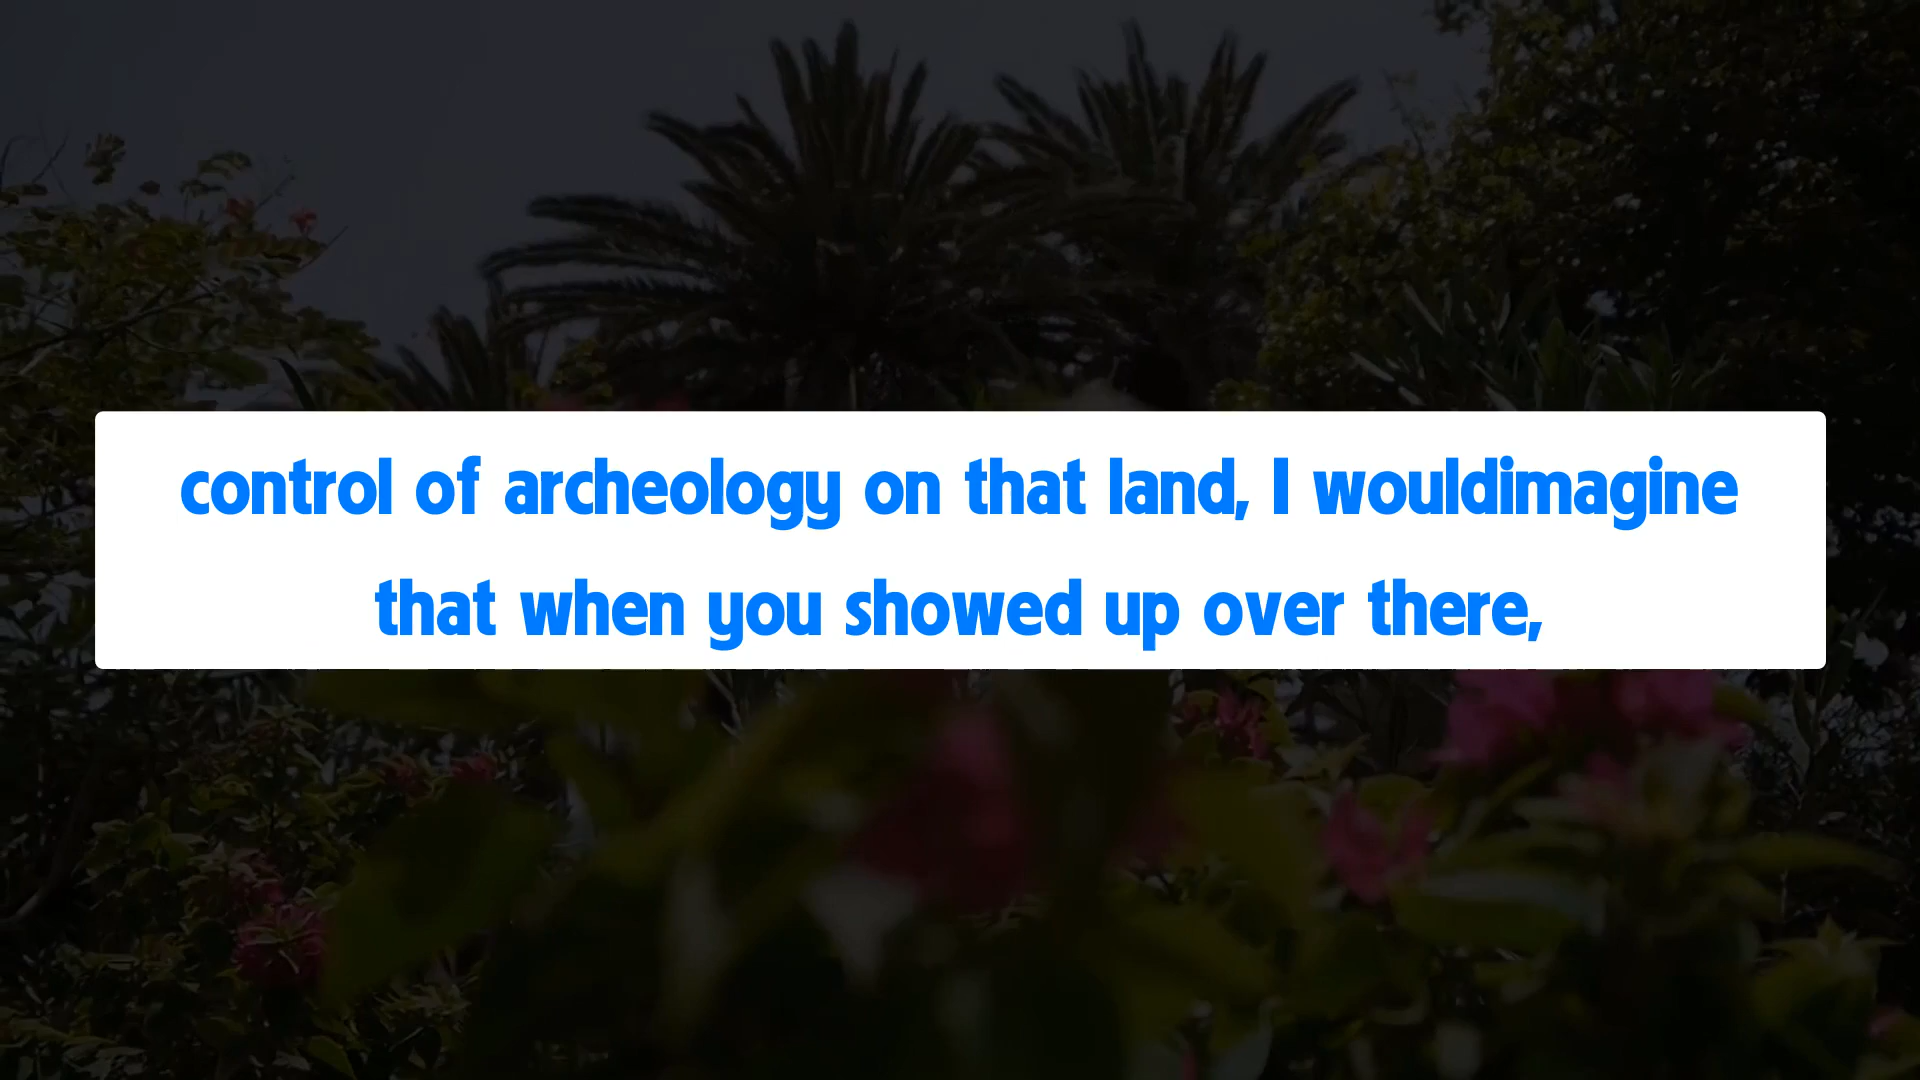 control of archeology on that land, I wouldimagine
that when you showed up over there,